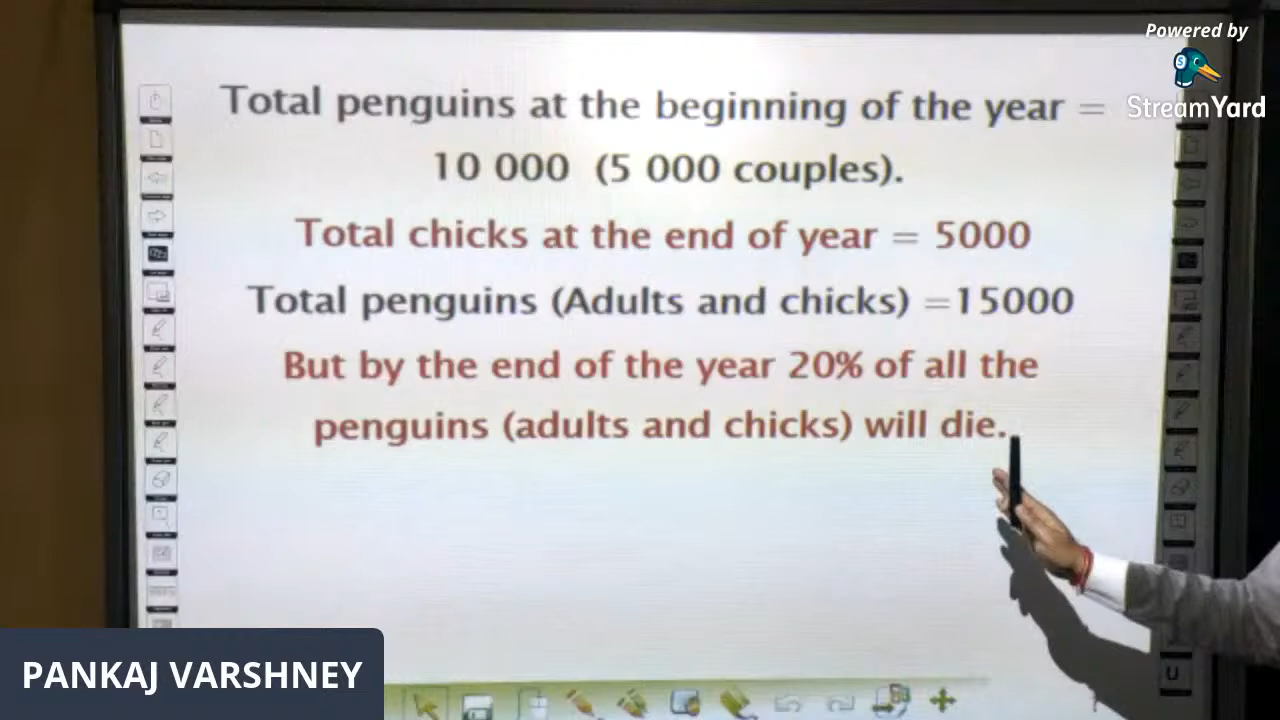 Powered by
StreamYard
Total penguins at the beginning of the year =
10 000 (5 000 couples).
Total chicks at the end of year = 5000
Total penguins (Adults and chicks) =15000
But by the end of the year 20% of all the
penguins (adults and chicks) will die.
PANKAJ VARSHNEY